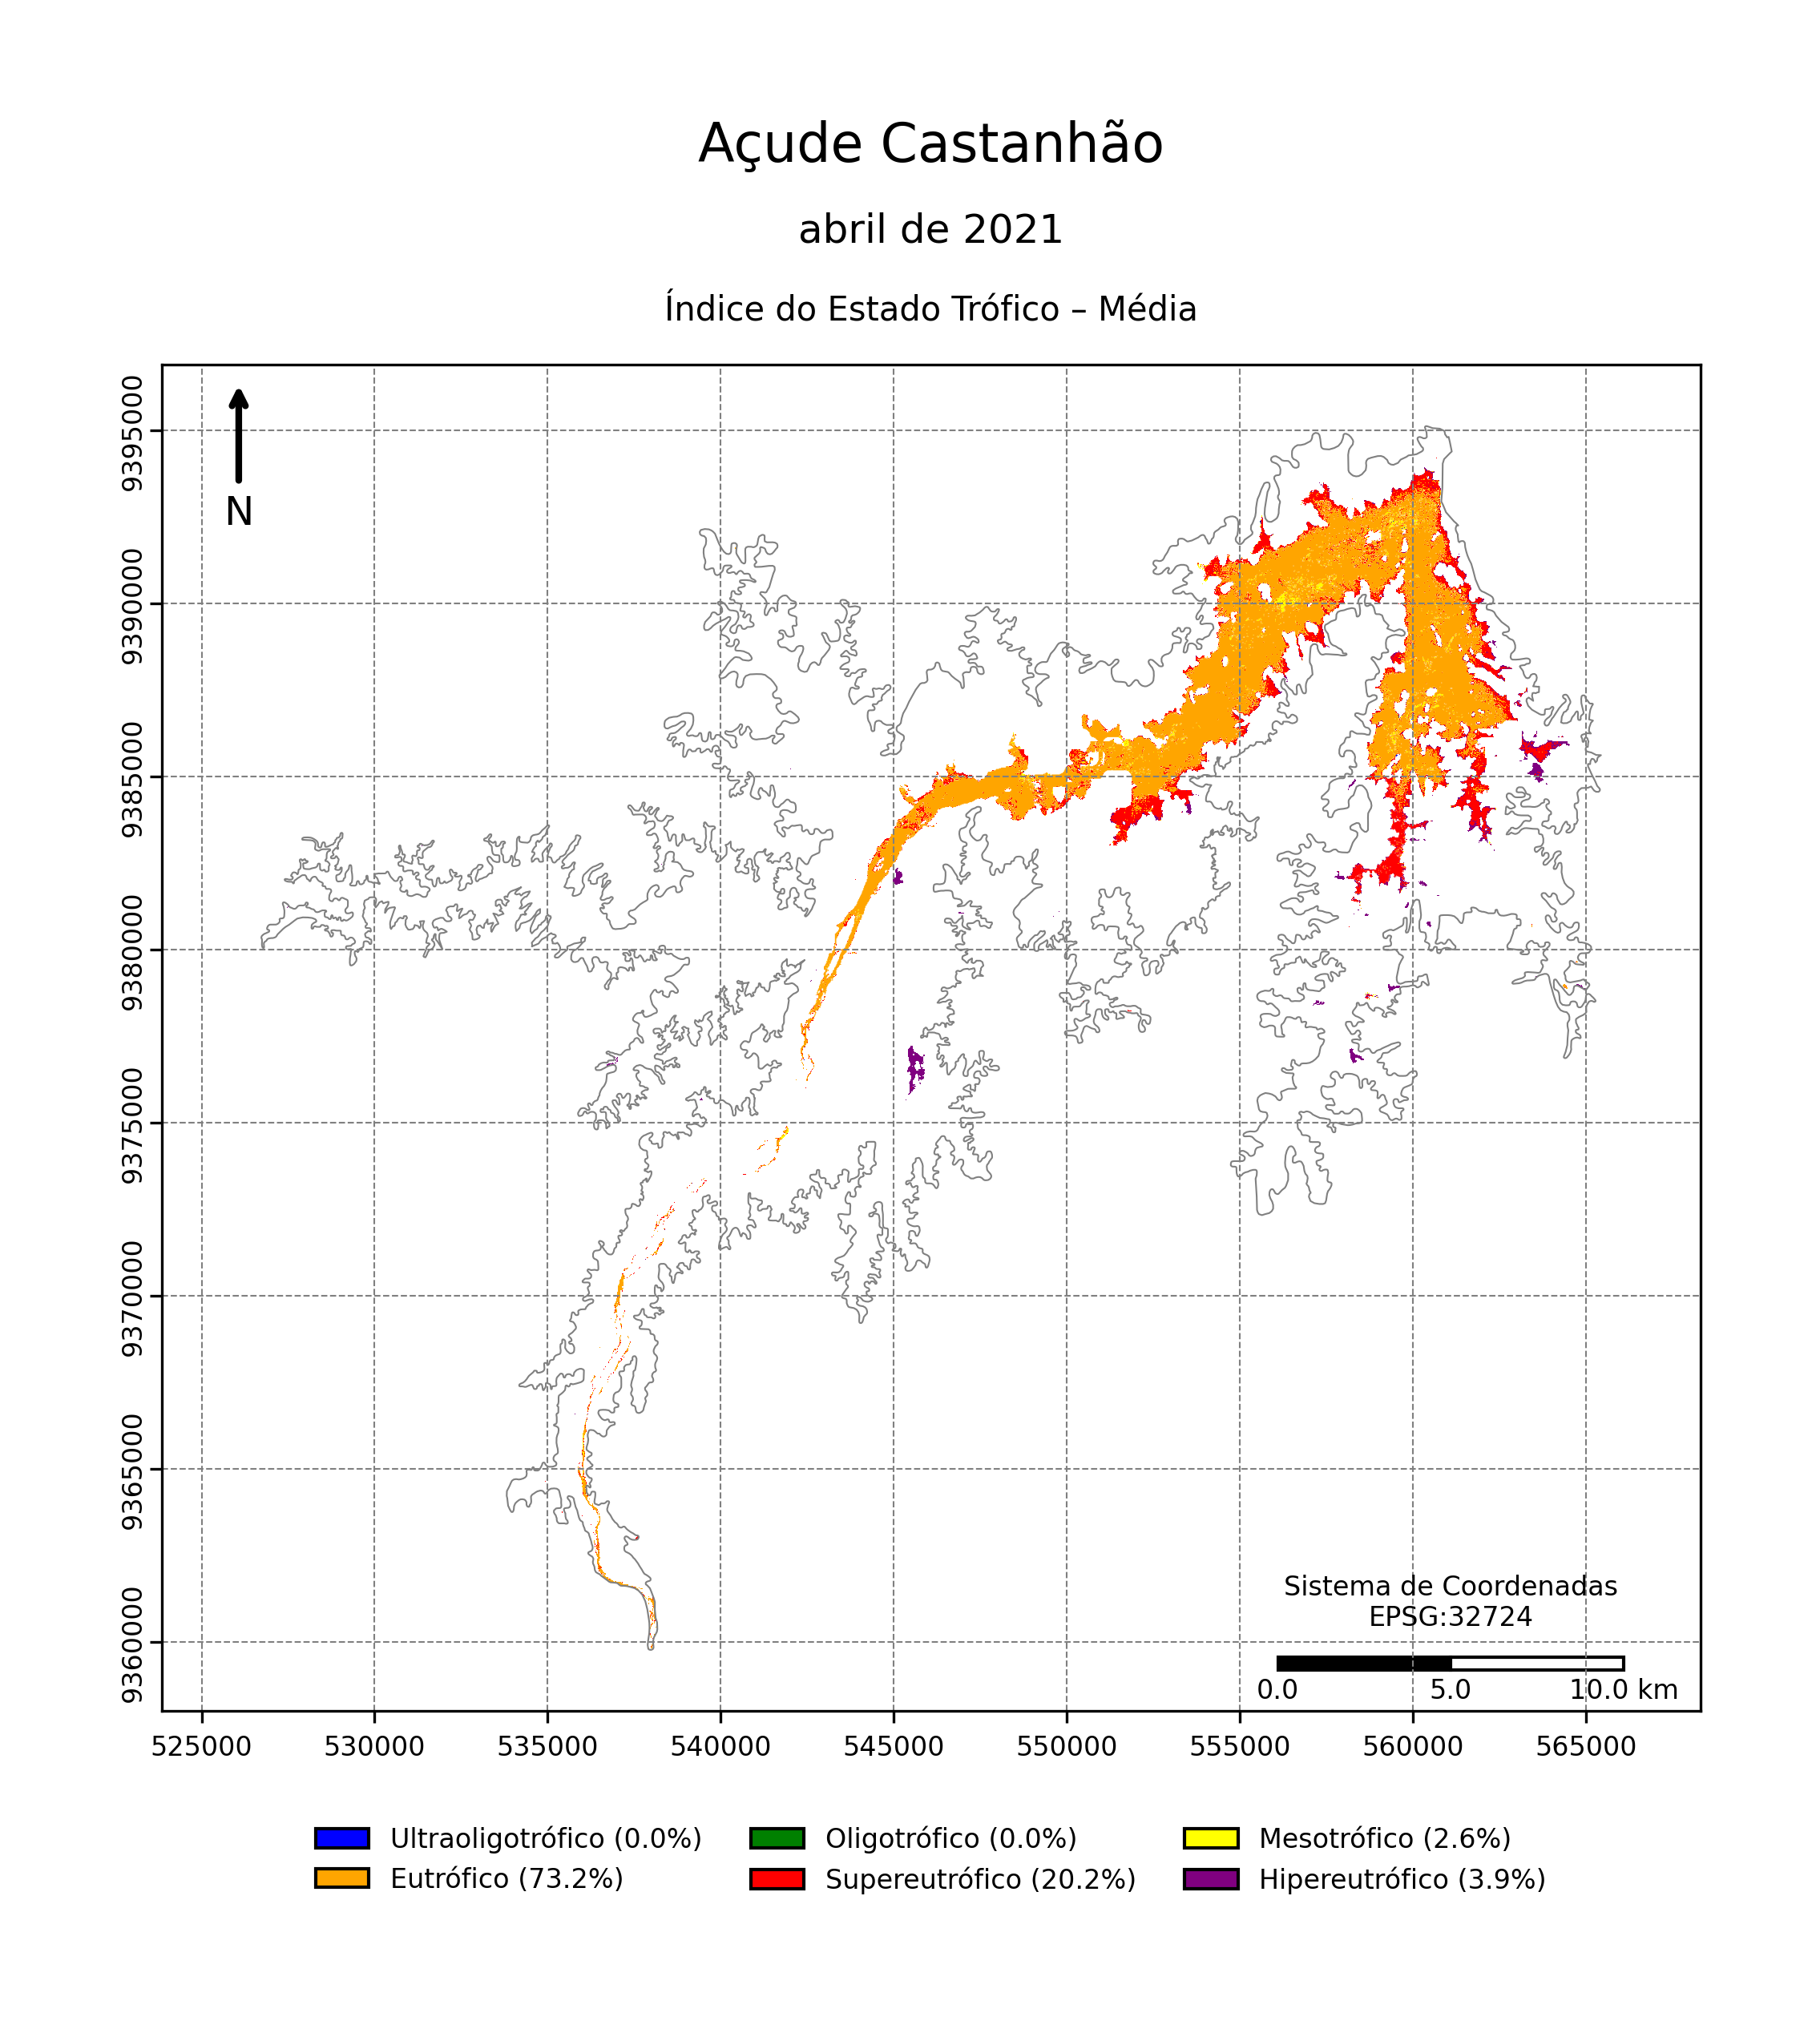 Açude Castanhão
abril de 2021
Índice do Estado Trófico – Média
N
9395000
9390000
9385000
9380000
9375000
9370000
9365000
9360000
Sistema de Coordenadas
EPSG:32724
0.0 5.0 10.0 km
525000 530000 535000 540000 545000 550000 555000 560000 565000
Ultraoligotrófico (0.0%) Oligotrófico (0.0%) Mesotrófico (2.6%)
Eutrófico (73.2%) Supereutrófico (20.2%) Hipereutrófico (3.9%)